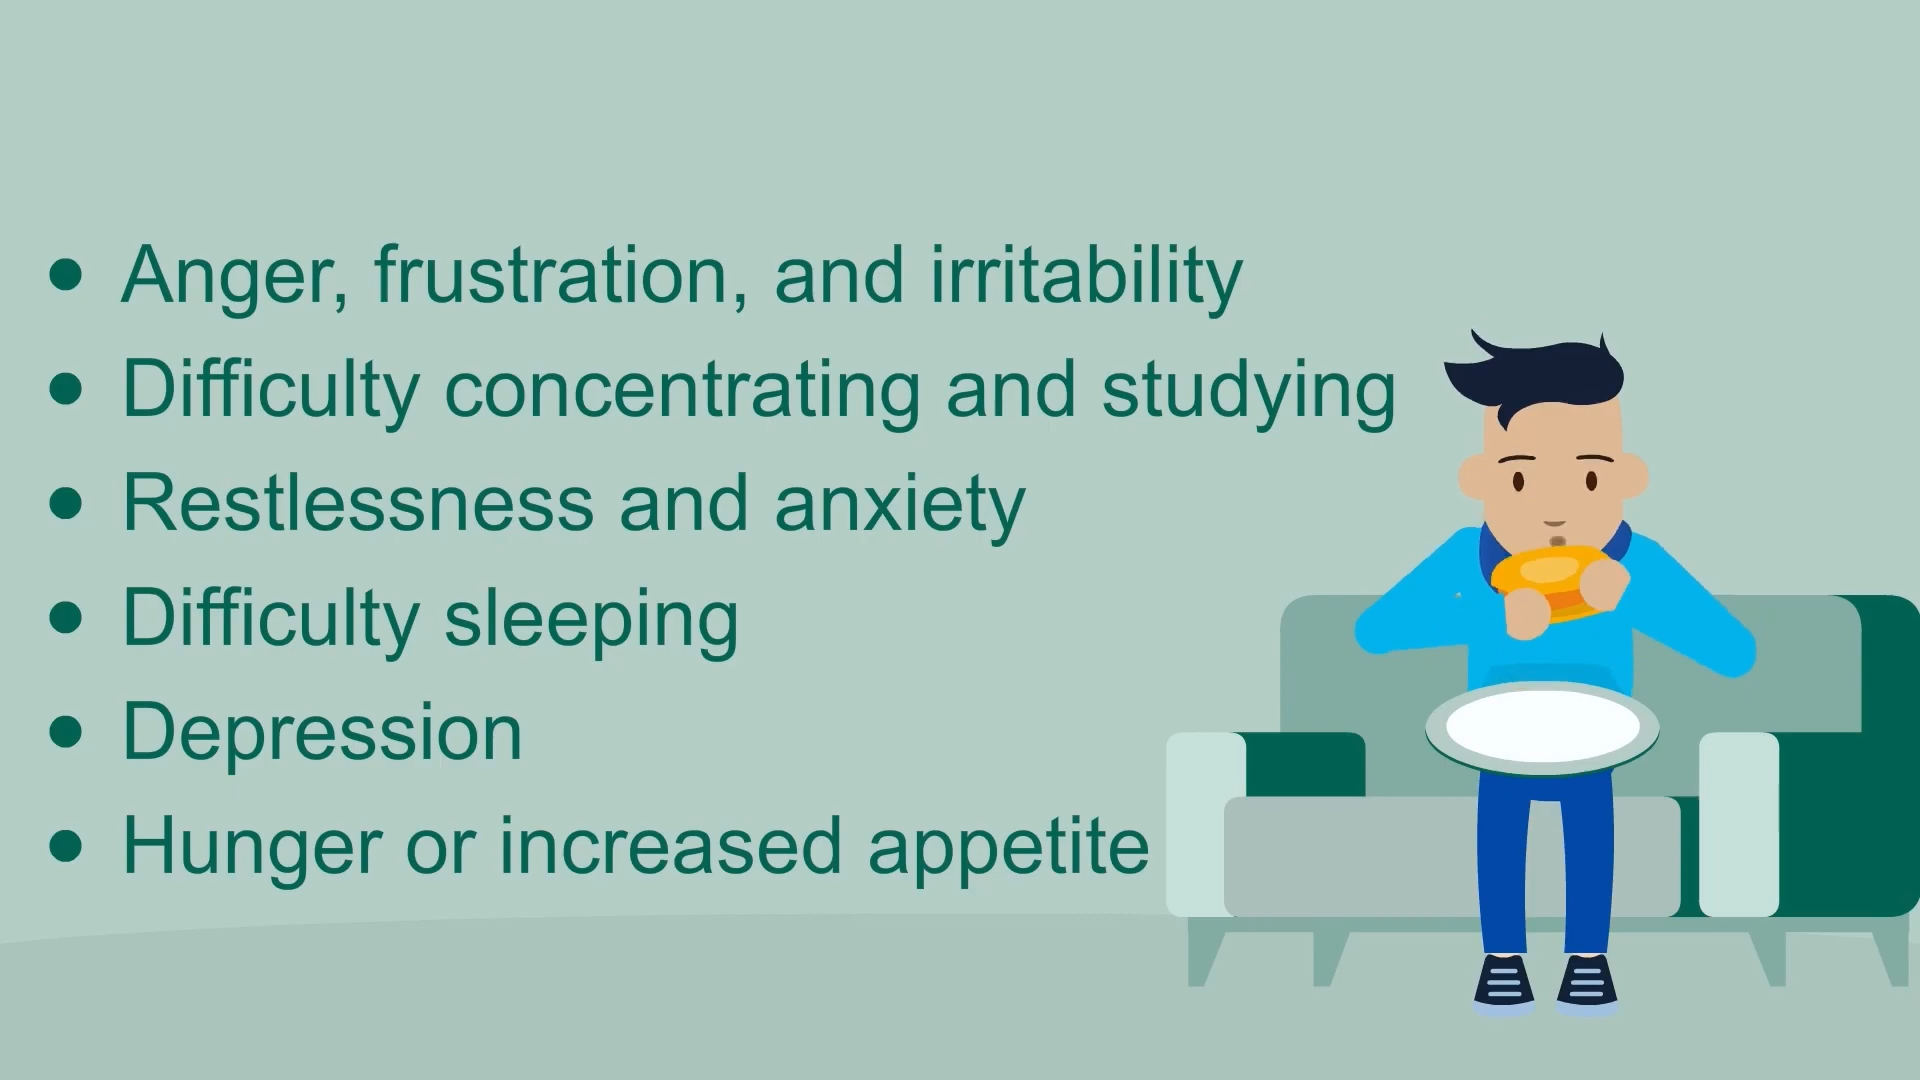 • Anger, frustration, and irritability
• Difficulty concentrating and studying
• Restlessness and anxiety
• Difficulty sleeping
• Depression
• Hunger or increased appetite